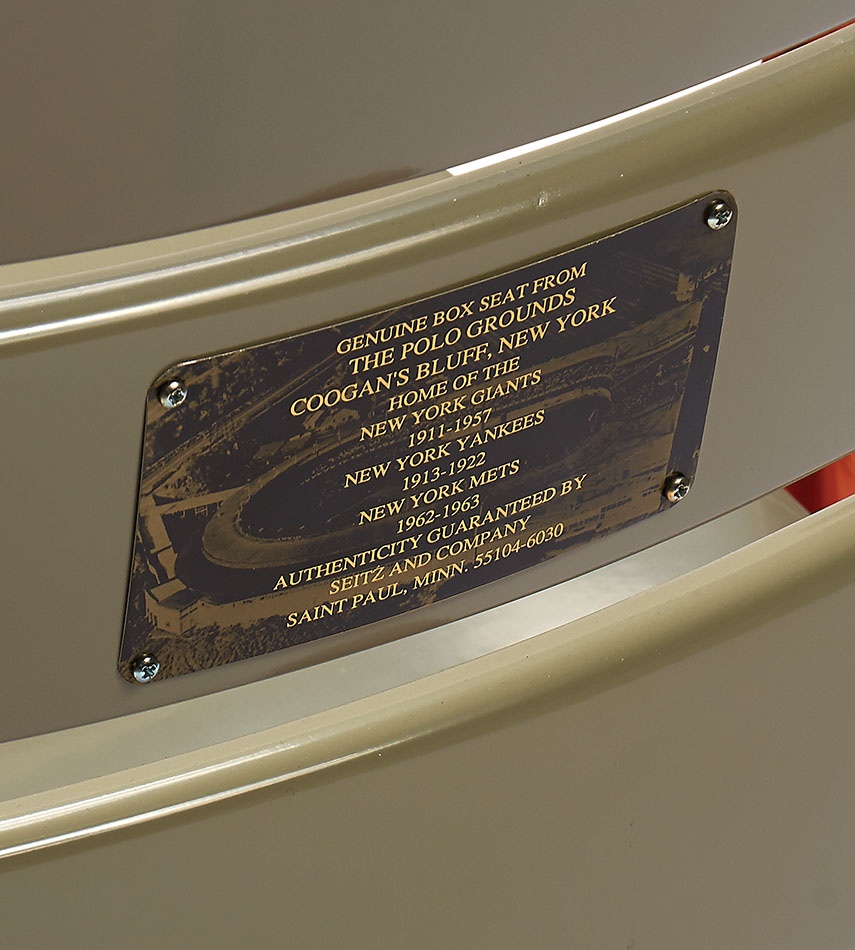 GENUINE BOX SEAT FROM
THE POLO GROUNDS
COOGAN'S BLUFF, NEW YORK
HOME OF THE
NEW YORK GIANTS
1911-1957
NEW YORK YANKEES
1913-1922
NEW YORK METS
1962-1963
AUTHENTICITY GUARANTEED BY
SEITZ AND COMPANY
SAINT PAUL, MINN. 55104-6030